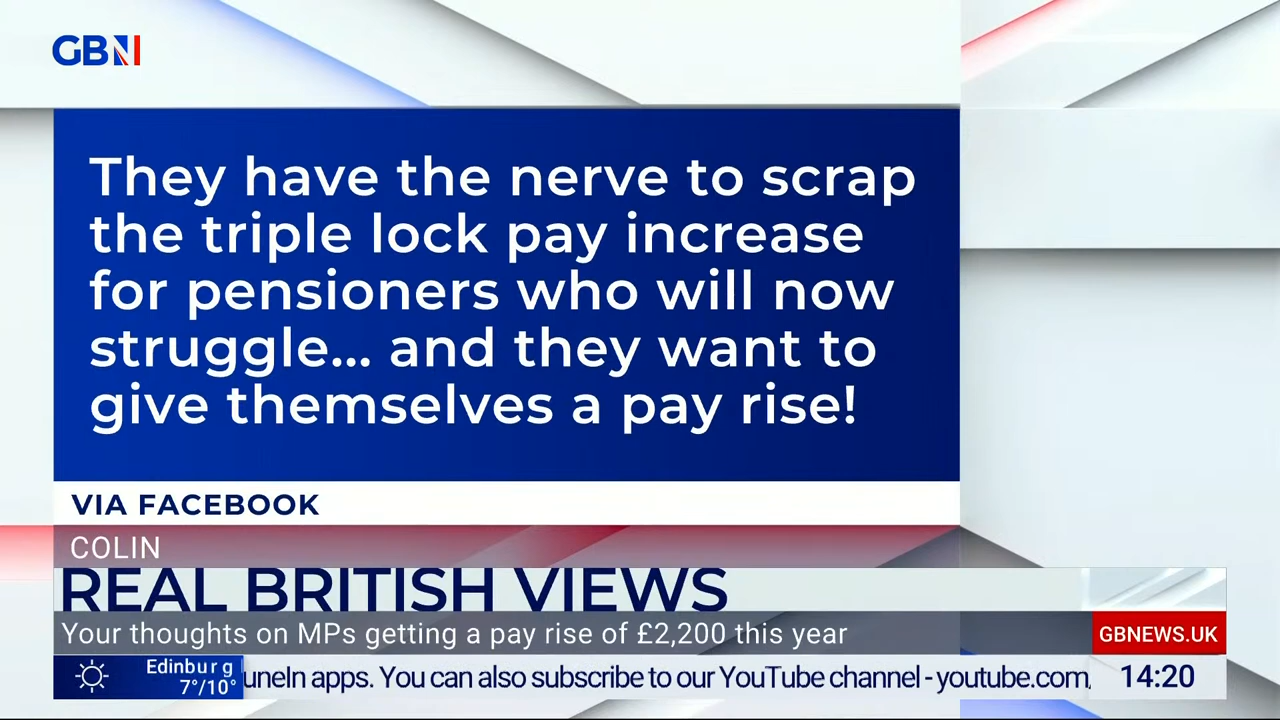 GBN
They have the nerve to scrap
the triple lock pay increase
for pensioners who will now
struggle... and they want to
give themselves a pay rise!
VIA FACEBOOK
COLIN
REAL BRITISH VIEWS
Your thoughts on MPs getting a pay rise of £2,200 this year
GBNEWS.UK
Edinburg
7°/10°
uneIn apps. You can also subscribe to our YouTube channel - youtube.com,
14:20